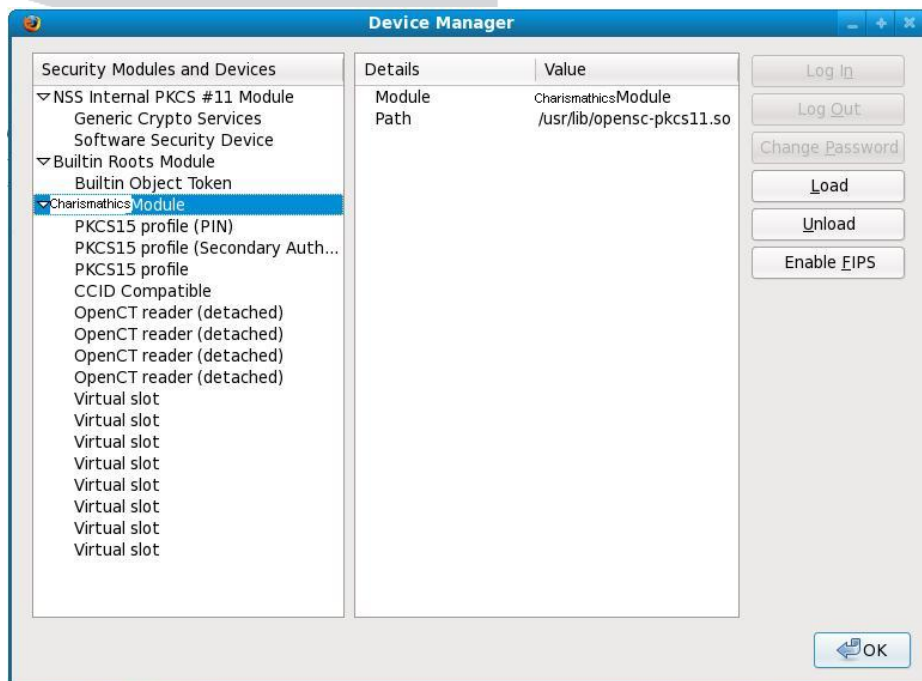 Device Manager
Security Modules and Devices
NSS Internal PKCS #11 Module
Generic Crypto Services
Software Security Device
Builtin Roots Module
Builtin Object Token
CharismathicsModule
PKCS15 profile (PIN)
PKCS15 profile (Secondary Auth...
PKCS15 profile
CCID Compatible
OpenCT reader (detached)
OpenCT reader (detached)
OpenCT reader (detached)
OpenCT reader (detached)
Virtual slot
Virtual slot
Virtual slot
Virtual slot
Virtual slot
Virtual slot
Virtual slot
Virtual slot
Details Value
Module CharismathicsModule
Path /usr/lib/opensc-pkcs11.so
Log In
Log Out
Change Password
Load
Unload
Enable FIPS
OK